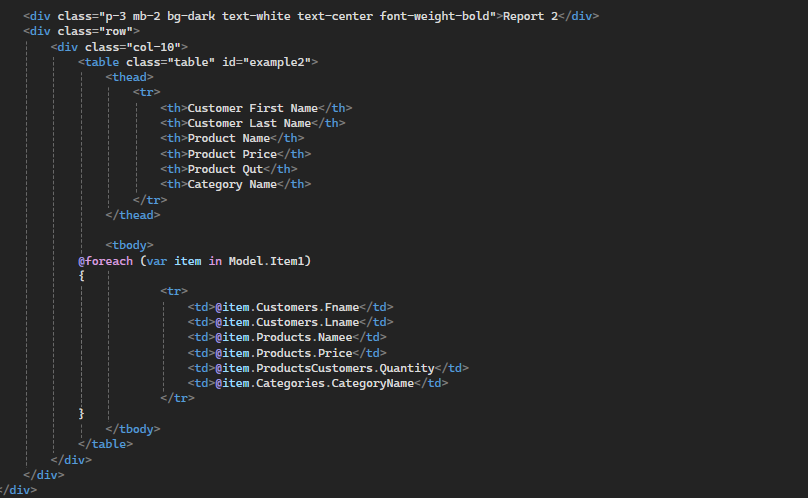 <div class="p-3 mb-2 bg-dark text-white text-center font-weight-bold">Report 2</div>
<div class="row">
<div class="col-10">
<table class="table" id="example2">
<thead>
<tr>
<th>Customer First Name</th>
<th>Customer Last Name</th>
<th>Product Name</th>
<th>Product Price</th>
<th>Product Qut</th>
<th>Category Name</th>
</tr>
</thead>
<tbody>
@foreach (var item in Model.Item1)
{
<tr>
<td>@item.Customers.Fname</td>
<td>@item.Customers.Lname</td>
<td>@item.Products.Namee</td>
<td>@item.Products.Price</td>
<td>@item.ProductsCustomers.Quantity</td>
<td>@item.Categories.CategoryName</td>
</tr>
}
</tbody>
</table>
</div>
</div>
</div>